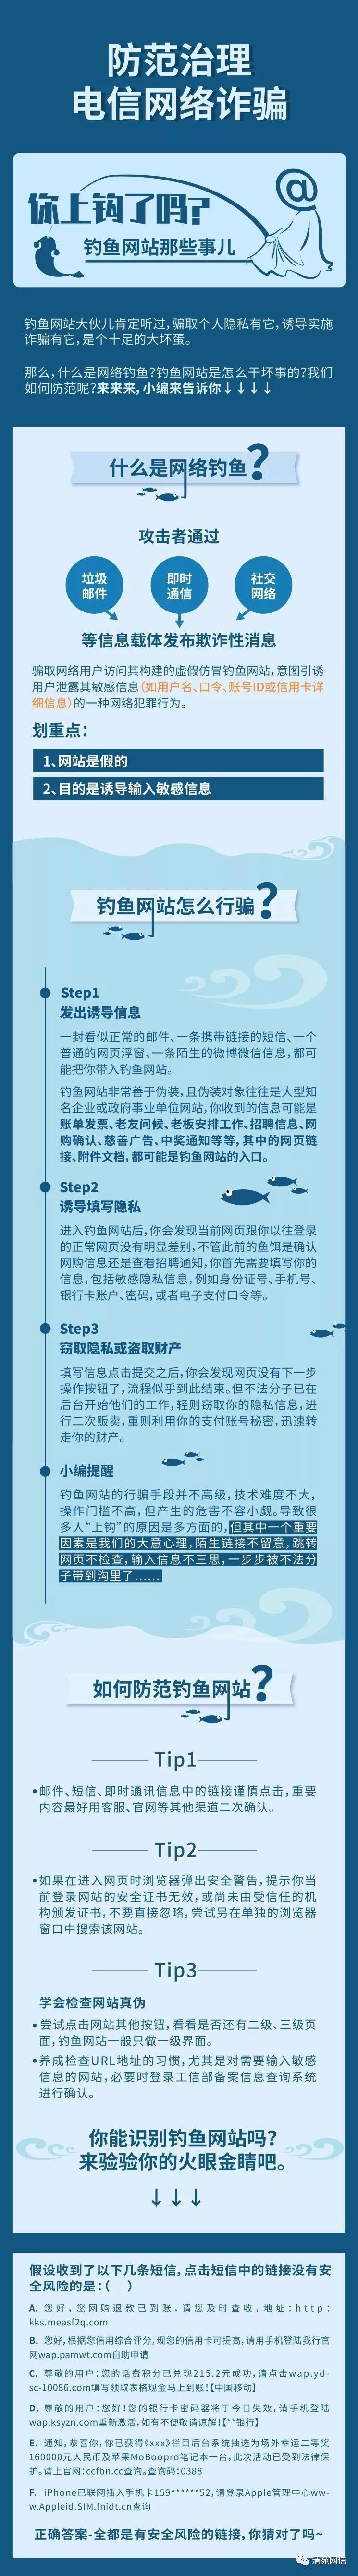 防范治理
电信网络诈骗
@
你上钩了吗?
钓鱼网站那些事儿
钓鱼网站大伙儿肯定听过，骗取个人隐私有它，诱导实施
诈骗有它，是个十足的大坏蛋。
那么，什么是网络钓鱼？钓鱼网站是怎么干坏事的？我们
如何防范呢？来来来，小编来告诉你↓↓↓↓
什么是网络钓鱼?
攻击者通过
垃圾
邮件
即时
通信
社交
网络
等信息载体发布欺诈性消息
骗取网络用户访问其构建的虚假仿冒钓鱼网站，意图引诱
用户泄露其敏感信息（如用户名、口令、账号ID或信用卡详
细信息）的一种网络犯罪行为。
划重点：
1、网站是假的
2、目的是诱导输入敏感信息
钓鱼网站怎么行骗?
Step1
发出诱导信息
一封看似正常的邮件、一条携带链接的短信、一个
普通的网页浮窗、一条陌生的微博微信信息，都可
能把你带入钓鱼网站。
钓鱼网站非常善于伪装，且伪装对象往往是大型知
名企业或政府事业单位网站，你收到的信息可能是
账单发票、老友问候、老板安排工作、招聘信息、网
购确认、慈善广告、中奖通知等等，其中的网页链
接、附件文档，都可能是钓鱼网站的入口。
Step2
诱导填写隐私
进入钓鱼网站后，你会发现当前网页跟你以往登录
的正常网页没有明显差别，不管此前的鱼饵是确认
网购信息还是查看招聘通知，你首先需要填写你的
信息，包括敏感隐私信息，例如身份证号、手机号、
银行卡账户、密码，或者电子支付口令等。
Step3
窃取隐私或盗取财产
填写信息点击提交之后，你会发现网页没有下一步
操作按钮了，流程似乎到此结束。但不法分子已在
后台开始他们的工作，轻则窃取你的隐私信息，进
行二次贩卖，重则利用你的支付账号秘密，迅速转
走你的财产。
小编提醒
钓鱼网站的行骗手段并不高级，技术难度不大，
操作门槛不高，但产生的危害不容小觑。导致很
多人“上钩”的原因是多方面的，但其中一个重要
因素是我们的大意心理，陌生链接不留意，跳转
网页不检查，输入信息不三思，一步步被不法分
子带到沟里了……
如何防范钓鱼网站?
Tip1
•邮件、短信、即时通讯信息中的链接谨慎点击，重要
内容最好用客服、官网等其他渠道二次确认。
Tip2
•如果在进入网页时浏览器弹出安全警告，提示你当
前登录网站的安全证书无效，或尚未由受信任的机
构颁发证书，不要直接忽略，尝试另在单独的浏览器
窗口中搜索该网站。
Tip3
学会检查网站真伪
•尝试点击网站其他按钮，看看是否还有二级、三级页
面，钓鱼网站一般只做一级界面。
•养成检查URL地址的习惯，尤其是对需要输入敏感
信息的网站，必要时登录工信部备案信息查询系统
进行确认。
你能识别钓鱼网站吗？
来验验你的火眼金睛吧。
↓↓↓
假设收到了以下几条短信，点击短信中的链接没有安
全风险的是：（ ）
A. 您好，您网购退款已到账，请您及时查收，地址：http：
kks.measf2q.com
B. 您好，根据您信用综合评分，现您的信用卡可提高，请用手机登陆我行官
网wap.pamwt.com自助申请
C. 尊敬的用户：您的话费积分已兑现215.2元成功，请点击wap.yd-
sc-10086.com填写领取表格现金马上到账！【中国移动】
D. 尊敬的用户：您好！您的银行卡密码器将于今日失效，请手机登陆
wap.ksyzn.com重新激活，如有不便敬请谅解！【**银行】
E. 通知，恭喜你，你已获得《xxx》栏目后台系统抽选为场外幸运二等奖
160000元人民币及苹果MoBoopro笔记本一台，此次活动已受到法律保
护。请上官网：ccfbn.cc查询。查询码：0388
F. iPhone已联网插入手机卡159******52，请登录Apple管理中心ww-
w.Appleid.SIM.fnidt.cn查询
正确答案-全都是有安全风险的链接，你猜对了吗~
清苑网信